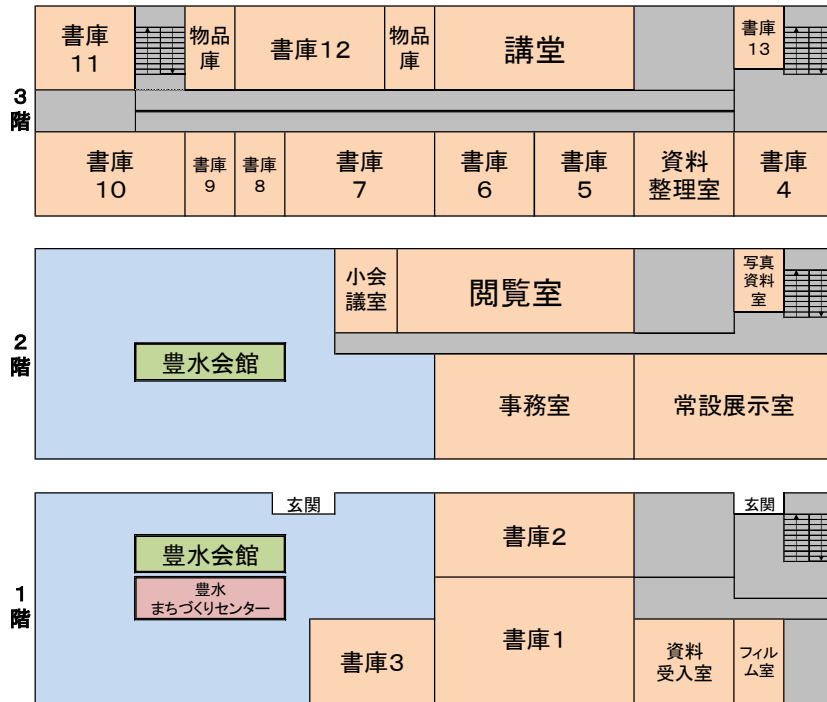 3
階
書庫
11
物品
庫
書庫12
物品
庫
講堂
書庫
13
書庫
10
書庫
9
書庫
8
書庫
7
書庫
6
書庫
5
資料
整理室
書庫
4
2
階
小会
議室
閲覧室
写真
資料
室
豊水会館
事務室
常設展示室
1
階
玄関
玄関
豊水会館
豊水
まちづくりセンター
書庫2
書庫3
書庫1
資料
受入室
フィル
ム室